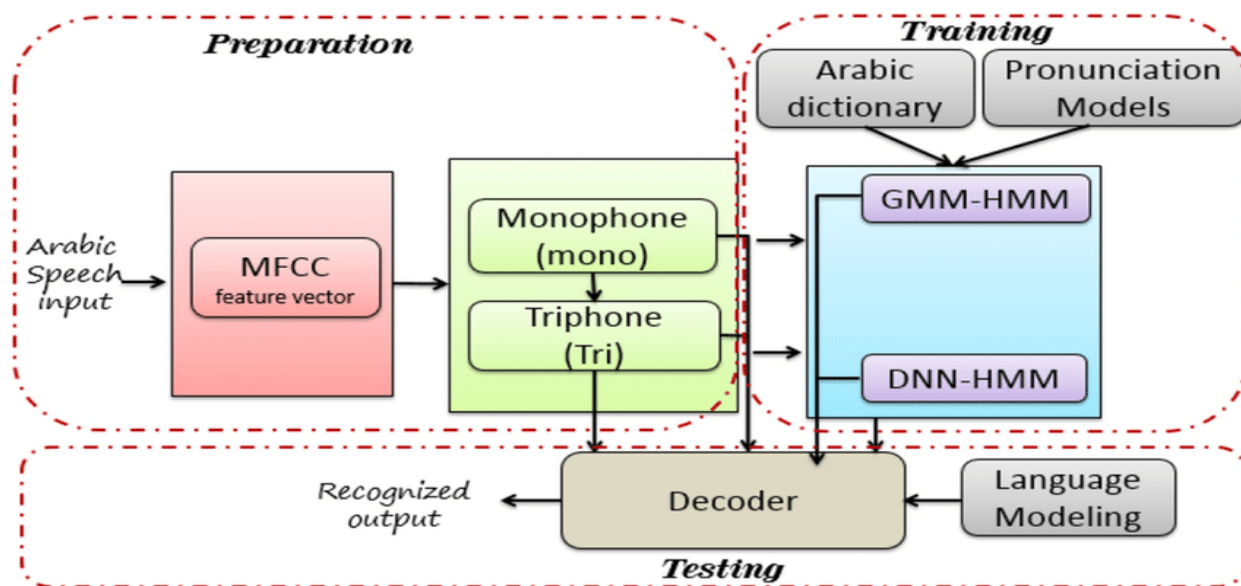 Preparation
Training
Arabic
dictionary
Pronunciation
Models
Arabic
Speech
input
MFCC
feature vector
Monophone
(mono)
Triphone
(Tri)
GMM-HMM
DNN-HMM
Recognized
output
Decoder
Language
Modeling
Testing